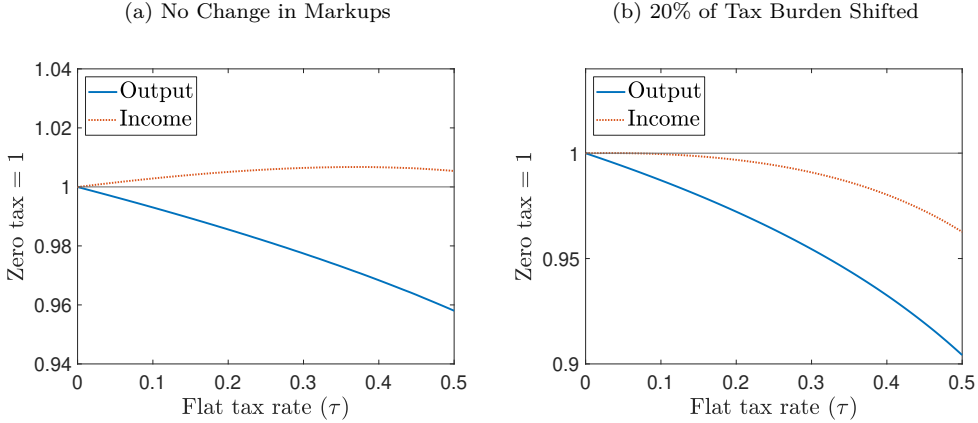 (a) No Change in Markups
1.04
1.02
1
0.98
0.96
0.94
Zero tax = 1
Output
Income
0 0.1 0.2 0.3 0.4 0.5
Flat tax rate (τ)
(b) 20% of Tax Burden Shifted
1
0.95
0.9
Zero tax = 1
Output
Income
0 0.1 0.2 0.3 0.4 0.5
Flat tax rate (τ)